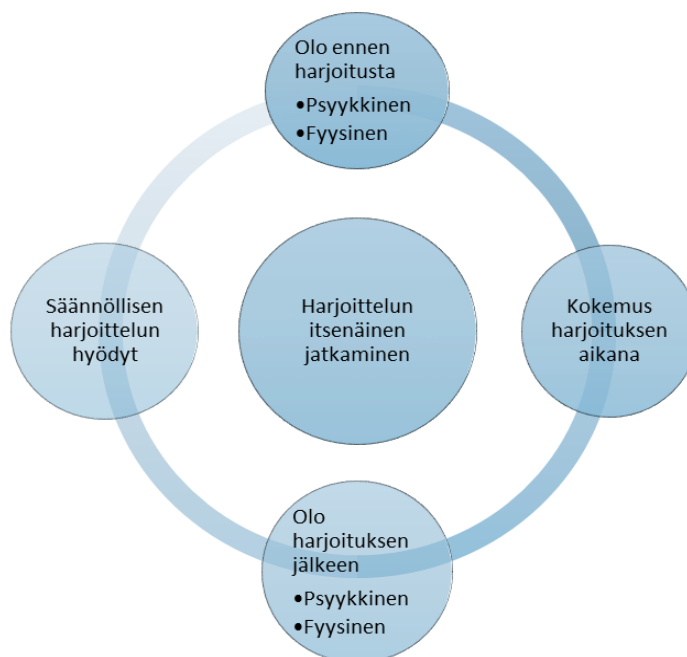 Olo ennen
harjoitusta
•Psyykkinen
•Fyysinen
Säännöllisen
harjoittelun
hyödyt
Harjoittelun
itsenäinen
jatkaminen
Kokemus
harjoituksen
aikana
Olo
harjoituksen
jälkeen
•Psyykkinen
•Fyysinen